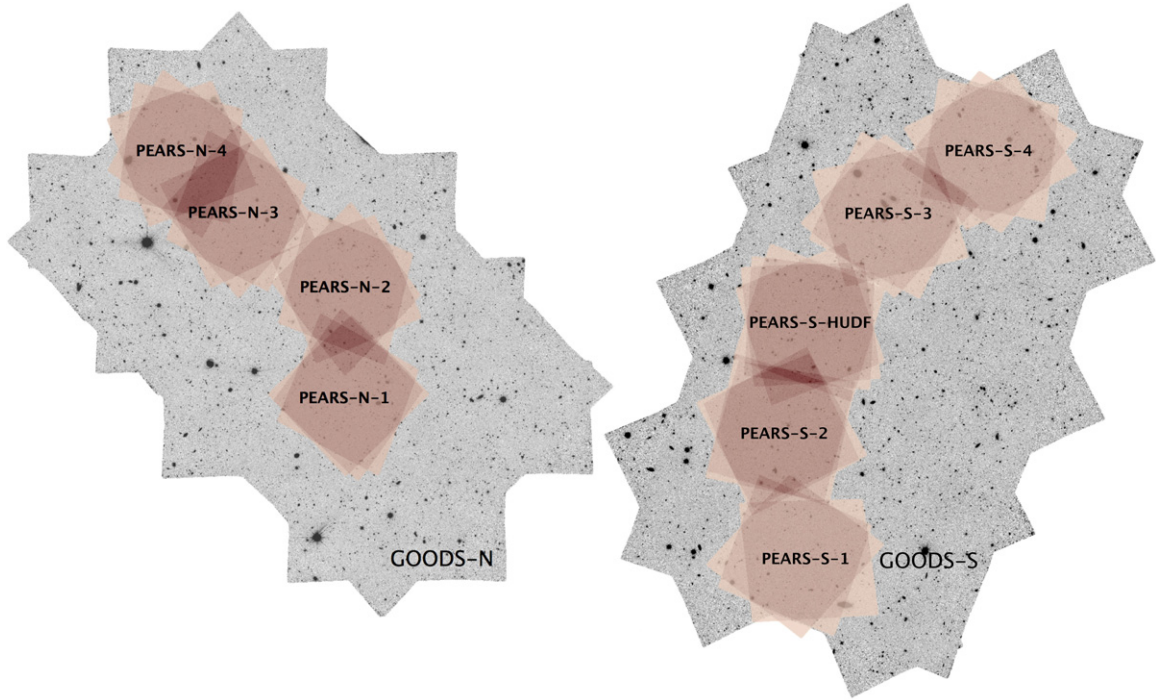 PEARS-N-4
PEARS-N-3
PEARS-N-2
PEARS-N-1
GOODS-N
PEARS-S-4
PEARS-S-3
PEARS-S-HUDF
PEARS-S-2
PEARS-S-1
GOODS-S